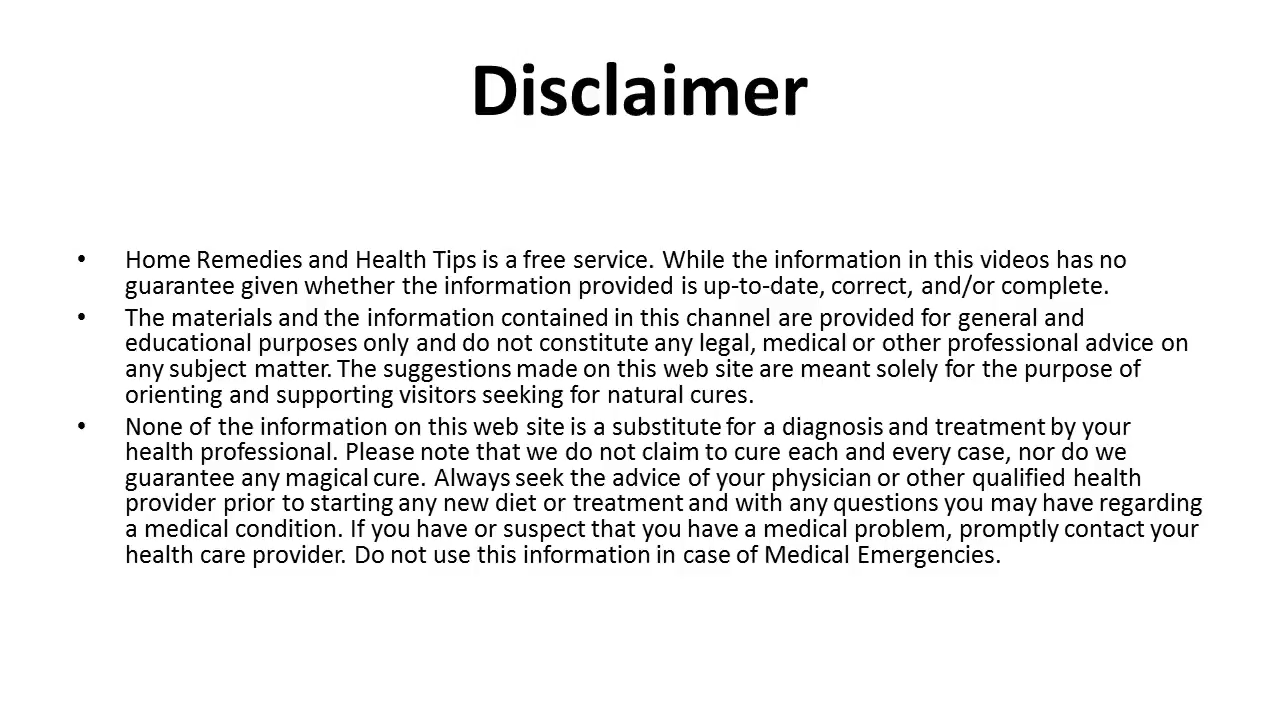 Disclaimer
• Home Remedies and Health Tips is a free service. While the information in this videos has no
guarantee given whether the information provided is up-to-date, correct, and/or complete.
• The materials and the information contained in this channel are provided for general and
educational purposes only and do not constitute any legal, medical or other professional advice on
any subject matter. The suggestions made on this web site are meant solely for the purpose of
orienting and supporting visitors seeking for natural cures.
• None of the information on this web site is a substitute for a diagnosis and treatment by your
health professional. Please note that we do not claim to cure each and every case, nor do we
guarantee any magical cure. Always seek the advice of your physician or other qualified health
provider prior to starting any new diet or treatment and with any questions you may have regarding
a medical condition. If you have or suspect that you have a medical problem, promptly contact your
health care provider. Do not use this information in case of Medical Emergencies.